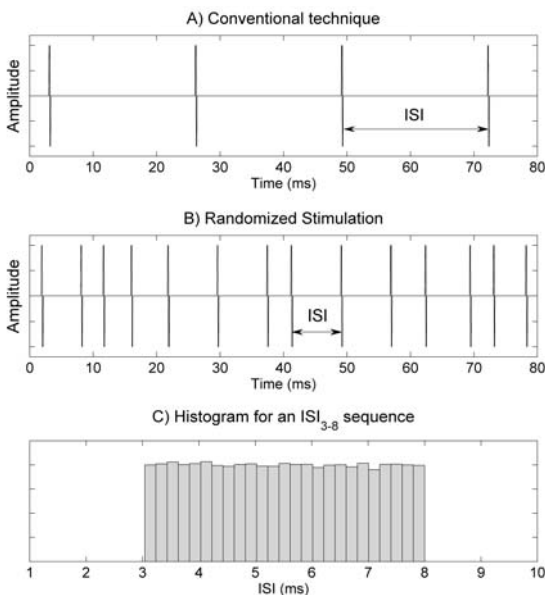 A) Conventional technique
Amplitude
ISI
0 10 20 30 40 50 60 70 80
Time (ms)
B) Randomized Stimulation
Amplitude
ISI
0 10 20 30 40 50 60 70 80
Time (ms)
C) Histogram for an ISI3-8 sequence
1 2 3 4 5 6 7 8 9 10
ISI (ms)